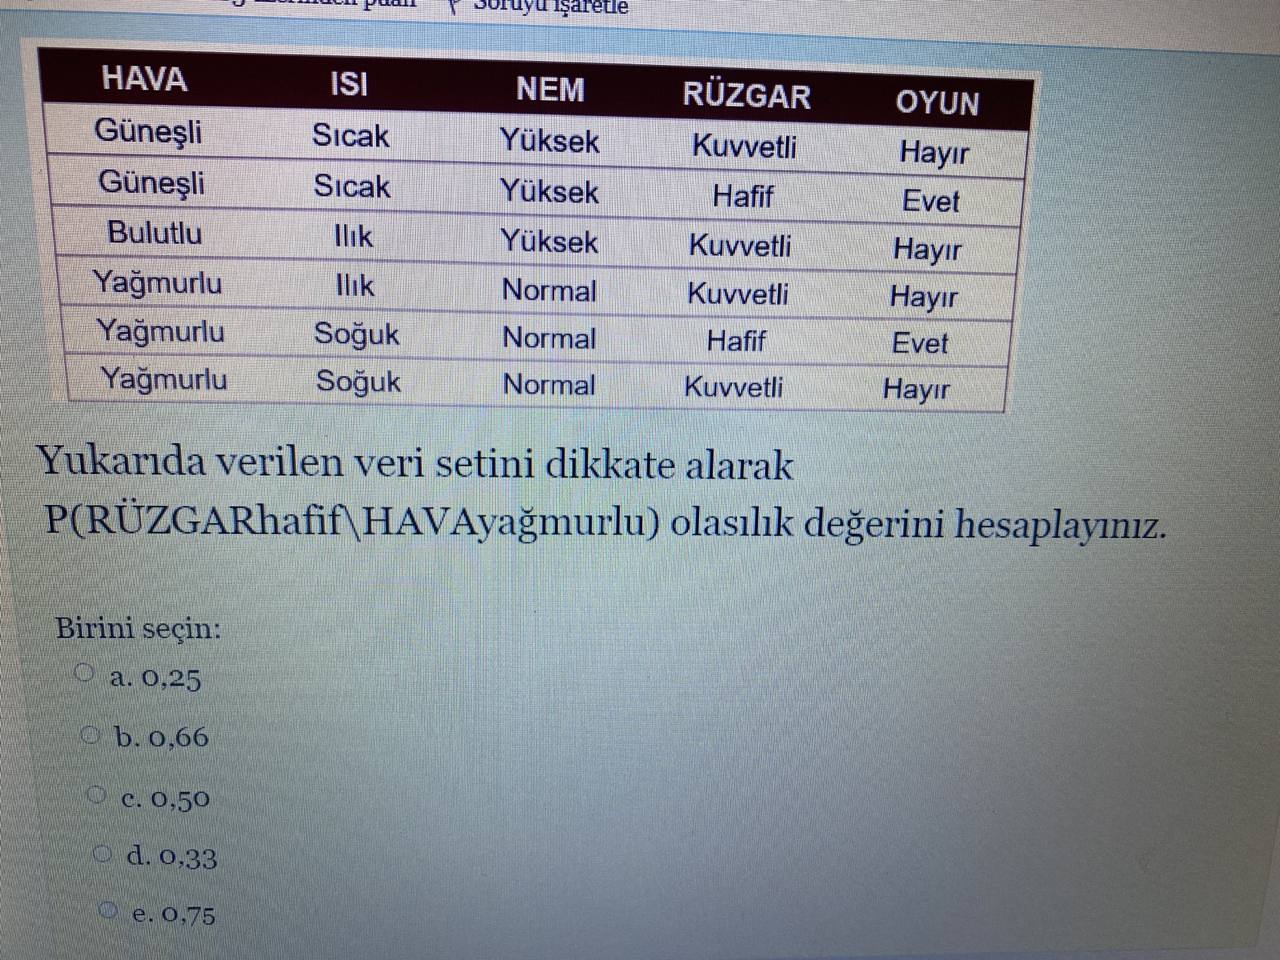 puan Soruyu işaretle
HAVA ISI NEM RÜZGAR OYUN
Güneşli Sıcak Yüksek Kuvvetli Hayır
Güneşli Sıcak Yüksek Hafif Evet
Bulutlu Ilık Yüksek Kuvvetli Hayır
Yağmurlu Ilık Normal Kuvvetli Hayır
Yağmurlu Soğuk Normal Hafif Evet
Yağmurlu Soğuk Normal Kuvvetli Hayır
Yukarıda verilen veri setini dikkate alarak
P(RÜZGARhafif\HAVAyağmurlu) olasılık değerini hesaplayınız.
Birini seçin:
a. 0,25
b. 0,66
c. 0,50
d. 0,33
e. 0,75